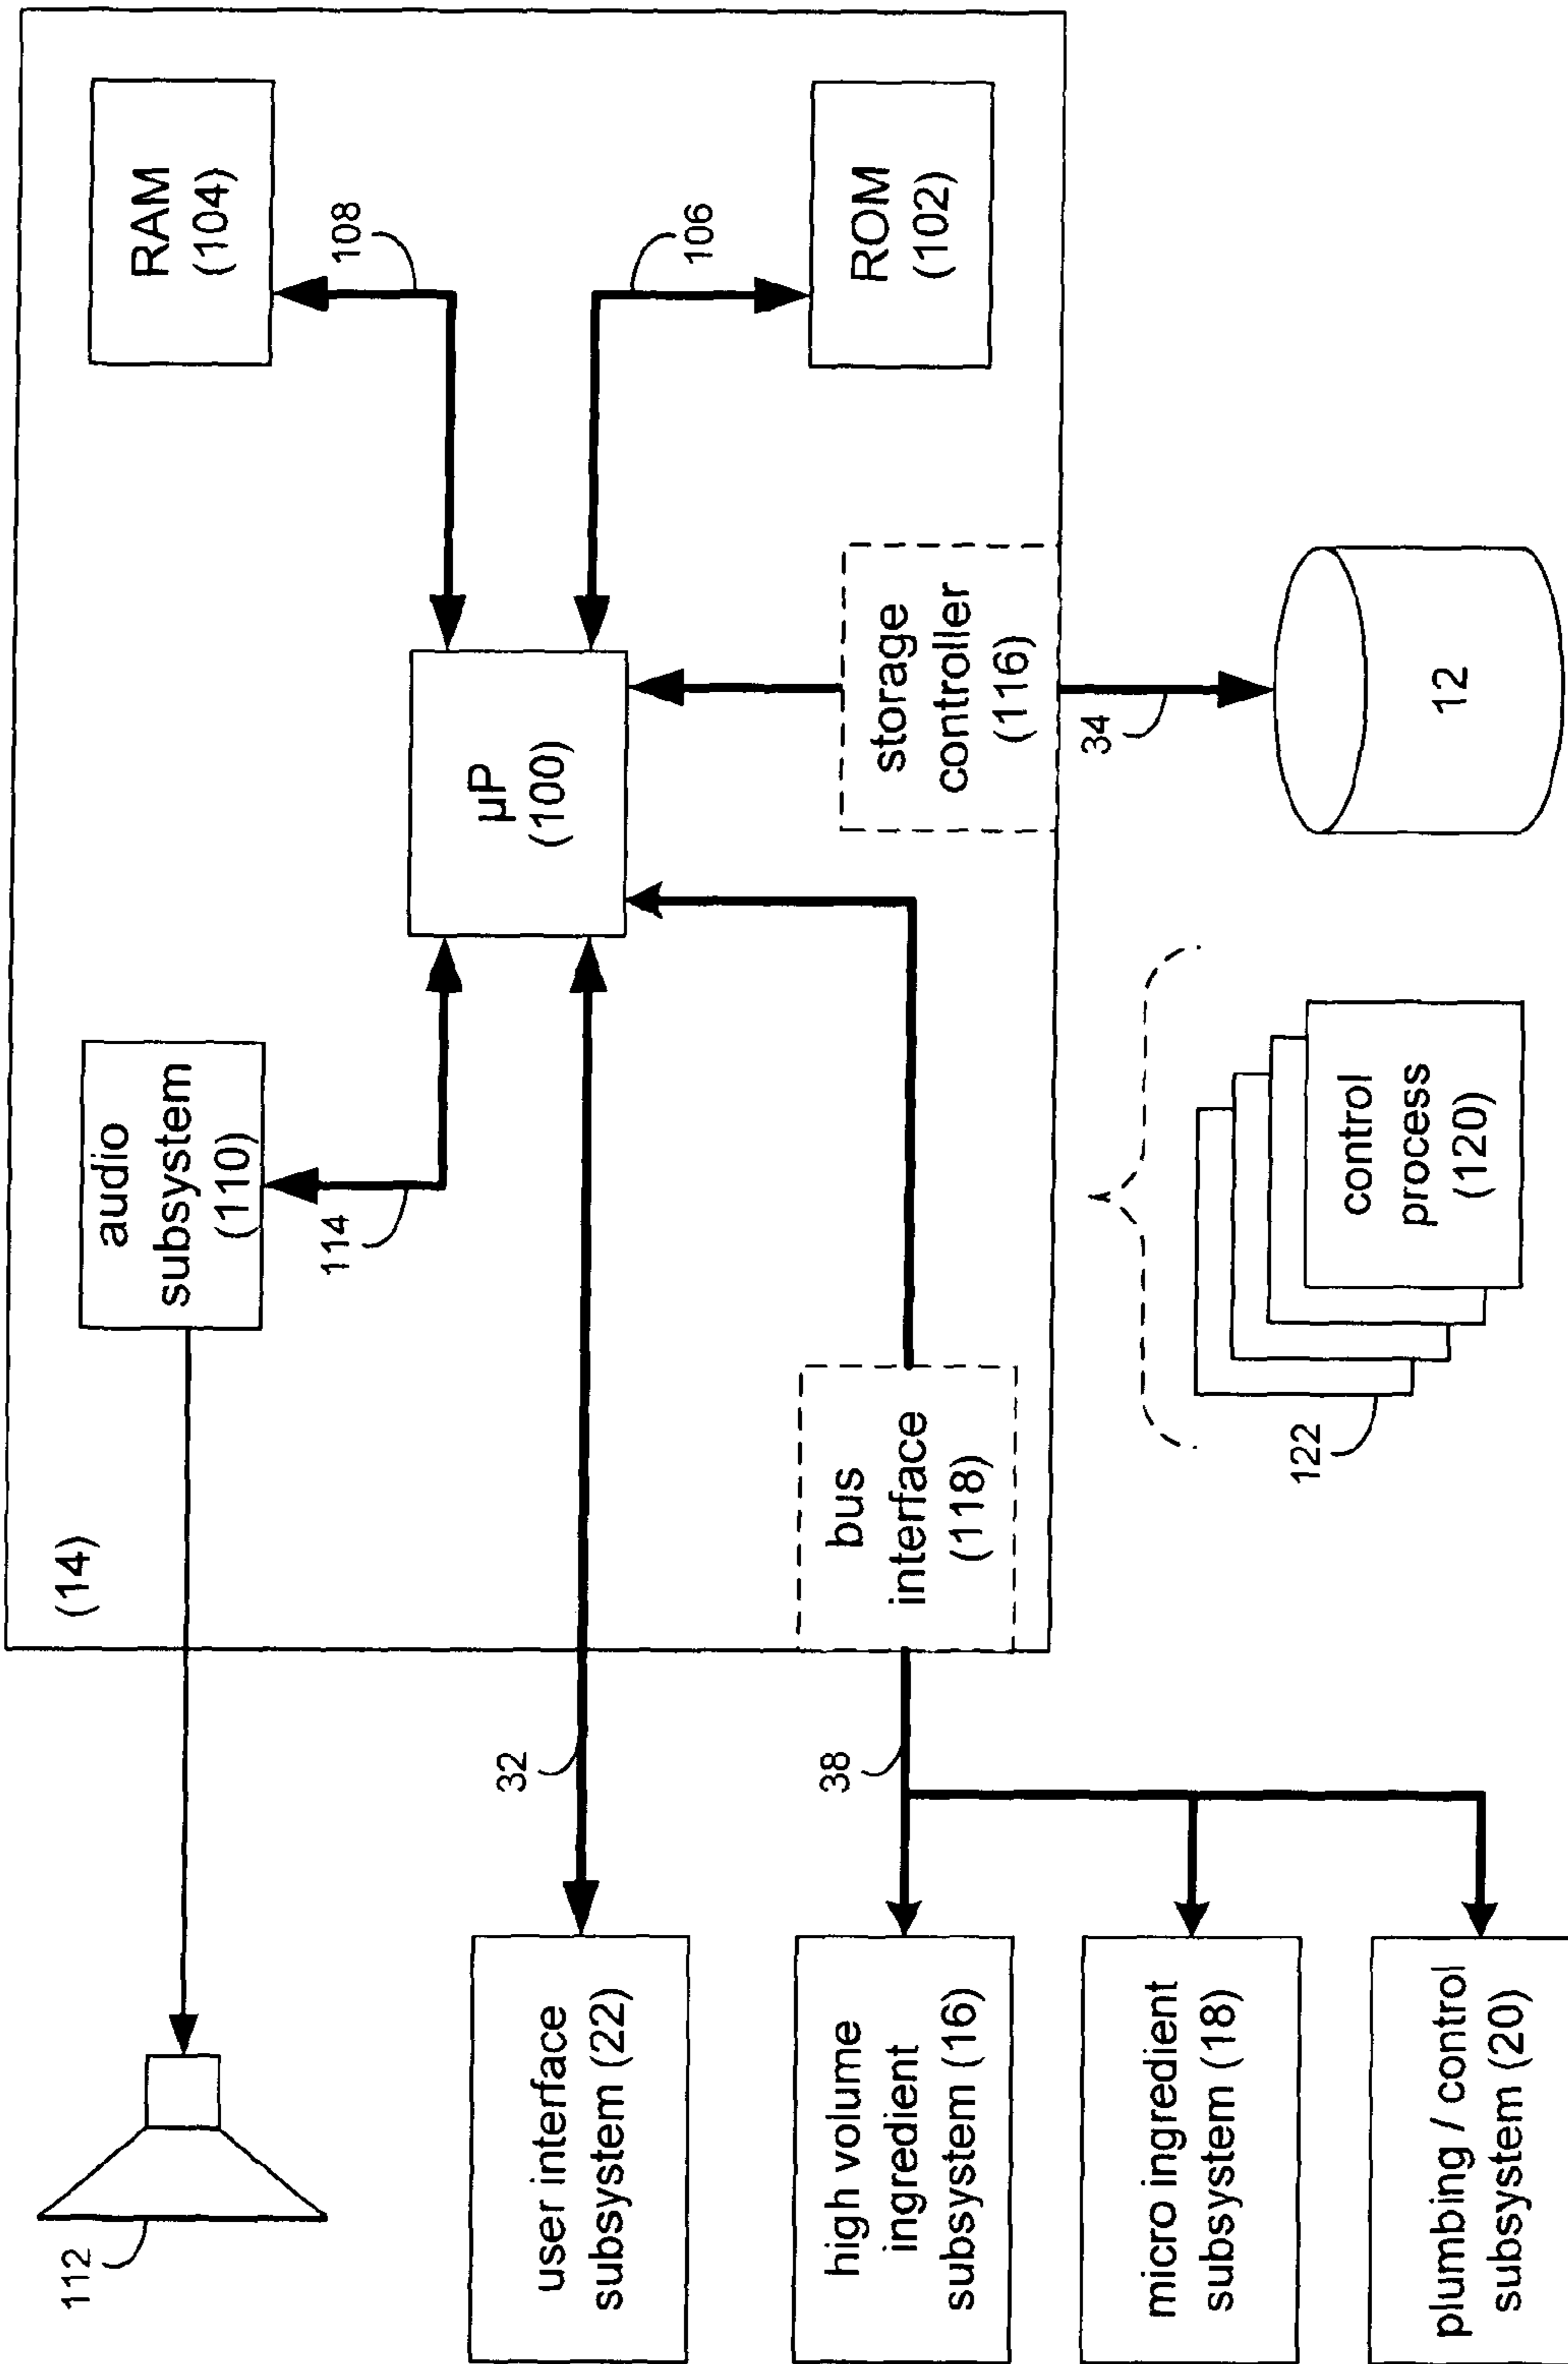 (14)
RAM
(104)
108
106
ROM
(102)
µP
(100)
storage
controller
(116)
34
12
audio
subsystem
(110)
114
bus
interface
(118)
control
process
(120)
122
112
32
38
user interface
subsystem (22)
high volume
ingredient
subsystem (16)
micro ingredient
subsystem (18)
plumbing / control
subsystem (20)